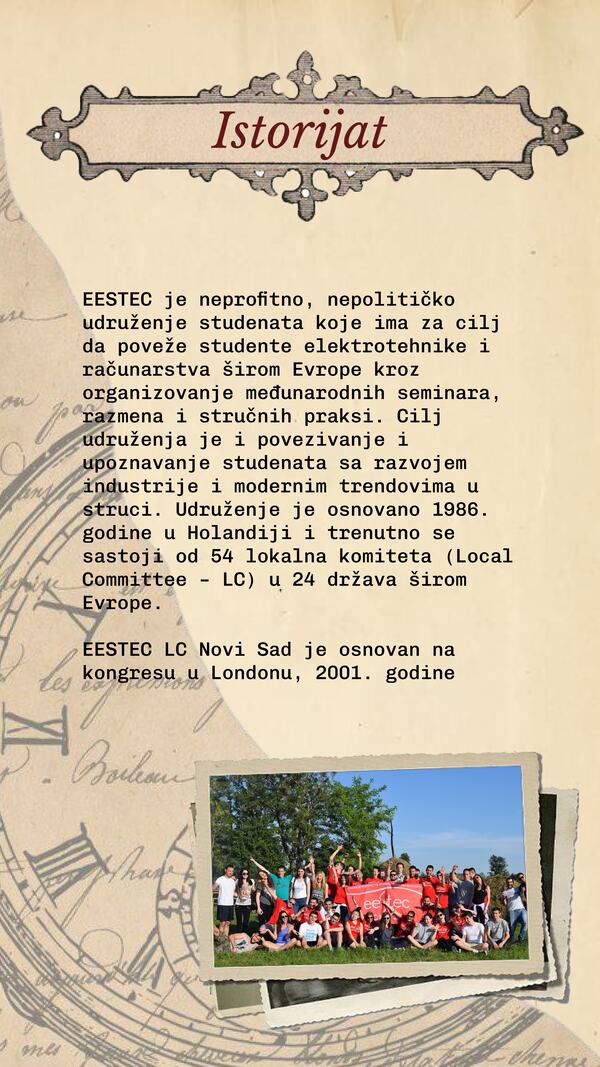 Istorijat
EESTEC je neprofitno, nepolitičko
udruženje studenata koje ima za cilj
da poveže studente elektrotehnike i
računarstva širom Evrope kroz
organizovanje međunarodnih seminara,
razmena i stručnih praksi. Cilj
udruženja je i povezivanje i
upoznavanje studenata sa razvojem
industrije i modernim trendovima u
struci. Udruženje je osnovano 1986.
godine u Holandiji i trenutno se
sastoji od 54 lokalna komiteta (Local
Committee – LC) u 24 država širom
Evrope.
EESTEC LC Novi Sad je osnovan na
kongresu u Londonu, 2001. godine
les expressions
Boileau
eestec